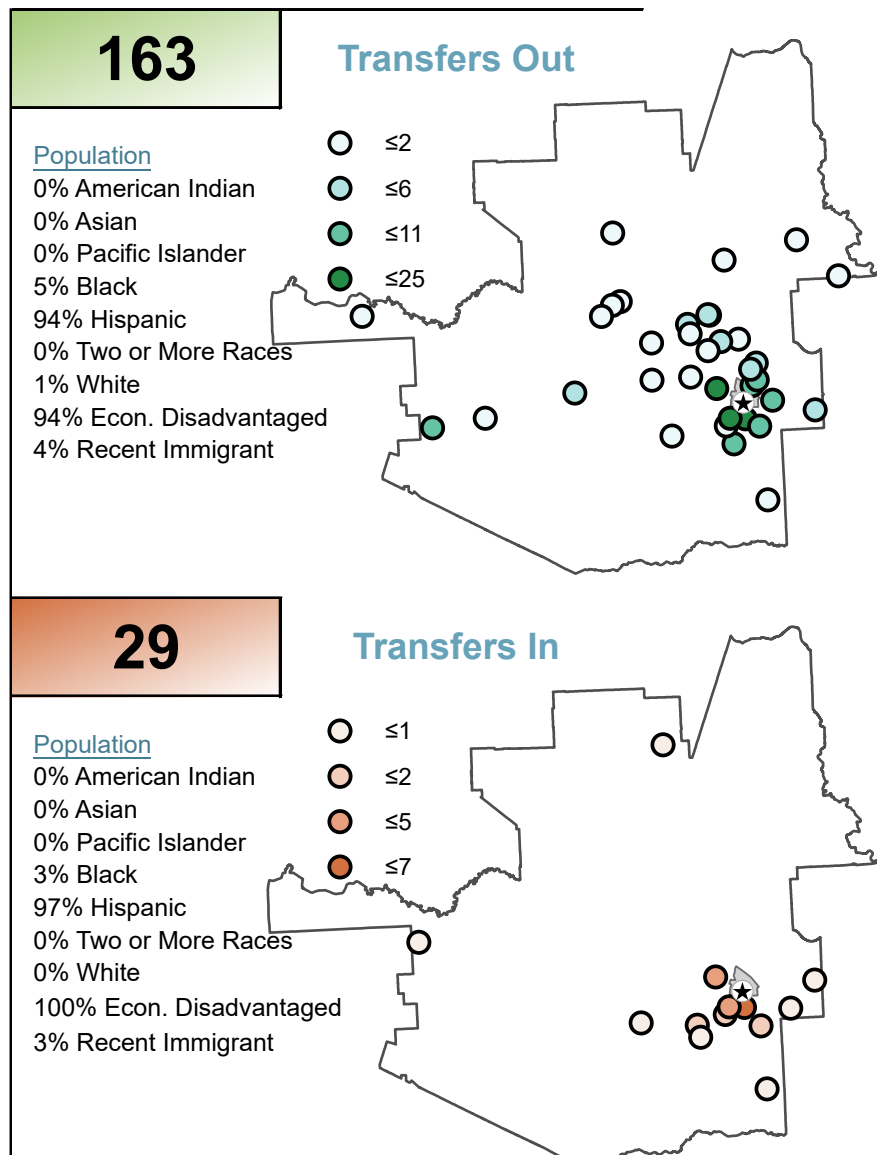 163
Transfers Out
Population
0% American Indian
0% Asian
0% Pacific Islander
5% Black
94% Hispanic
0% Two or More Races
1% White
94% Econ. Disadvantaged
4% Recent Immigrant
≤2
≤6
≤11
≤25
29
Transfers In
Population
0% American Indian
0% Asian
0% Pacific Islander
3% Black
97% Hispanic
0% Two or More Races
0% White
100% Econ. Disadvantaged
3% Recent Immigrant
≤1
≤2
≤5
≤7